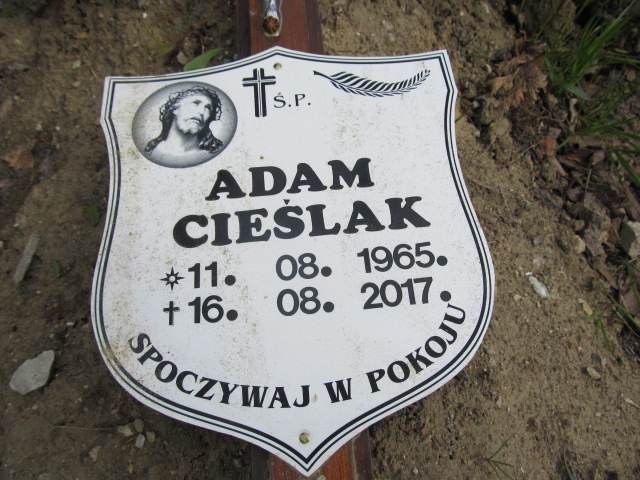 Ś.P.
ADAM
CIEŚLAK
11. 08. 1965.
16. 08. 2017.
SPOCZYWAJ W POKOJU